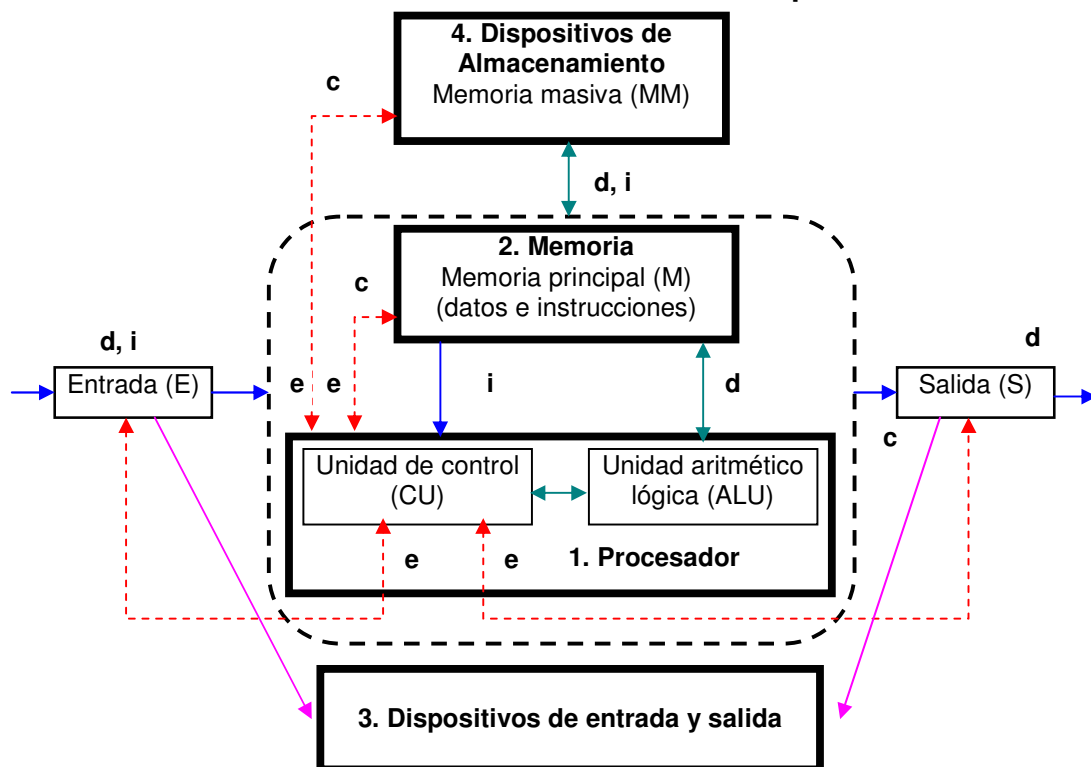 4. Dispositivos de
Almacenamiento
Memoria masiva (MM)
c
d, i
2. Memoria
Memoria principal (M)
(datos e instrucciones)
c
d, i
Entrada (E)
e
e
i
d
d
Salida (S)
c
Unidad de control
(CU)
Unidad aritmético
lógica (ALU)
e
e
1. Procesador
3. Dispositivos de entrada y salida